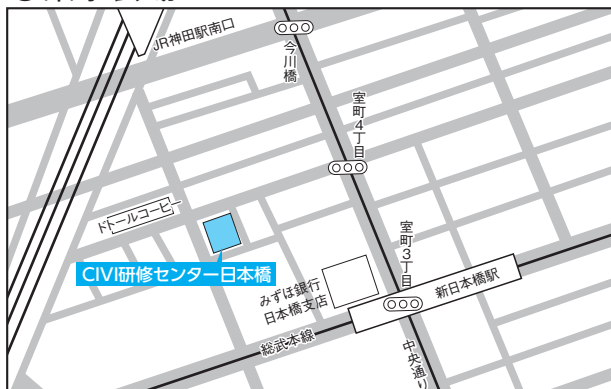 JR神田駅南口
今川橋
室町4丁目
ドトールコーヒー
室町3丁目
CIVI研修センター日本橋
みずほ銀行
日本橋支店
新日本橋駅
総武本線
中央通り